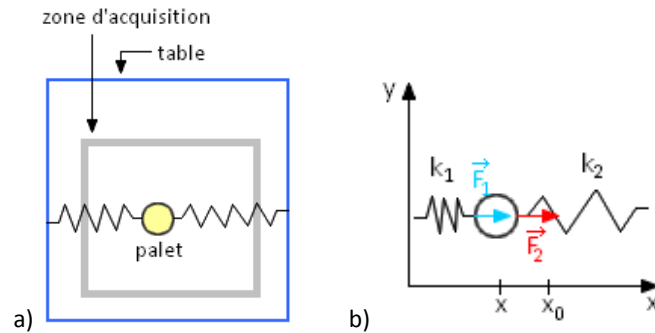 zone d'acquisition
table
palet
a)
y
k₁
k₂
F₁
F₂
x
x₀
x
b)